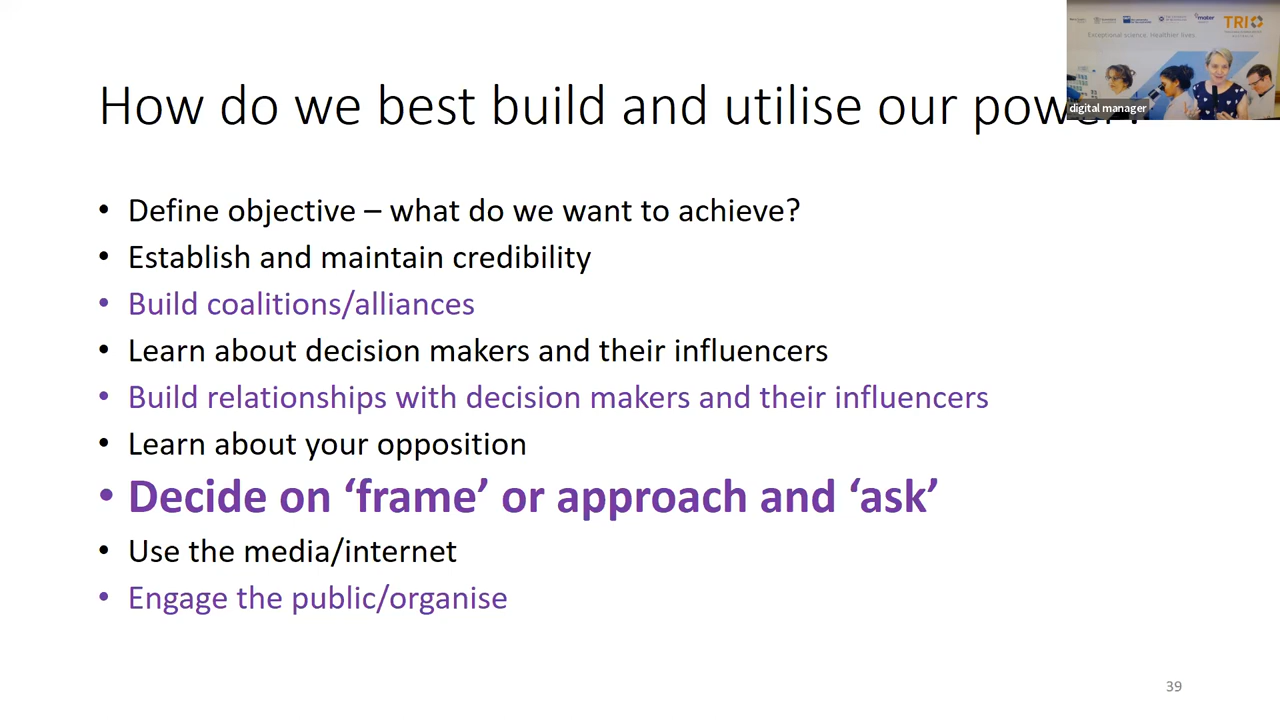 How do we best build and utilise our power?
• Define objective – what do we want to achieve?
• Establish and maintain credibility
• Build coalitions/alliances
• Learn about decision makers and their influencers
• Build relationships with decision makers and their influencers
• Learn about your opposition
• Decide on ‘frame’ or approach and ‘ask’
• Use the media/internet
• Engage the public/organise
39
mater
TRI
Exceptional science. Healthier lives.
digital manager